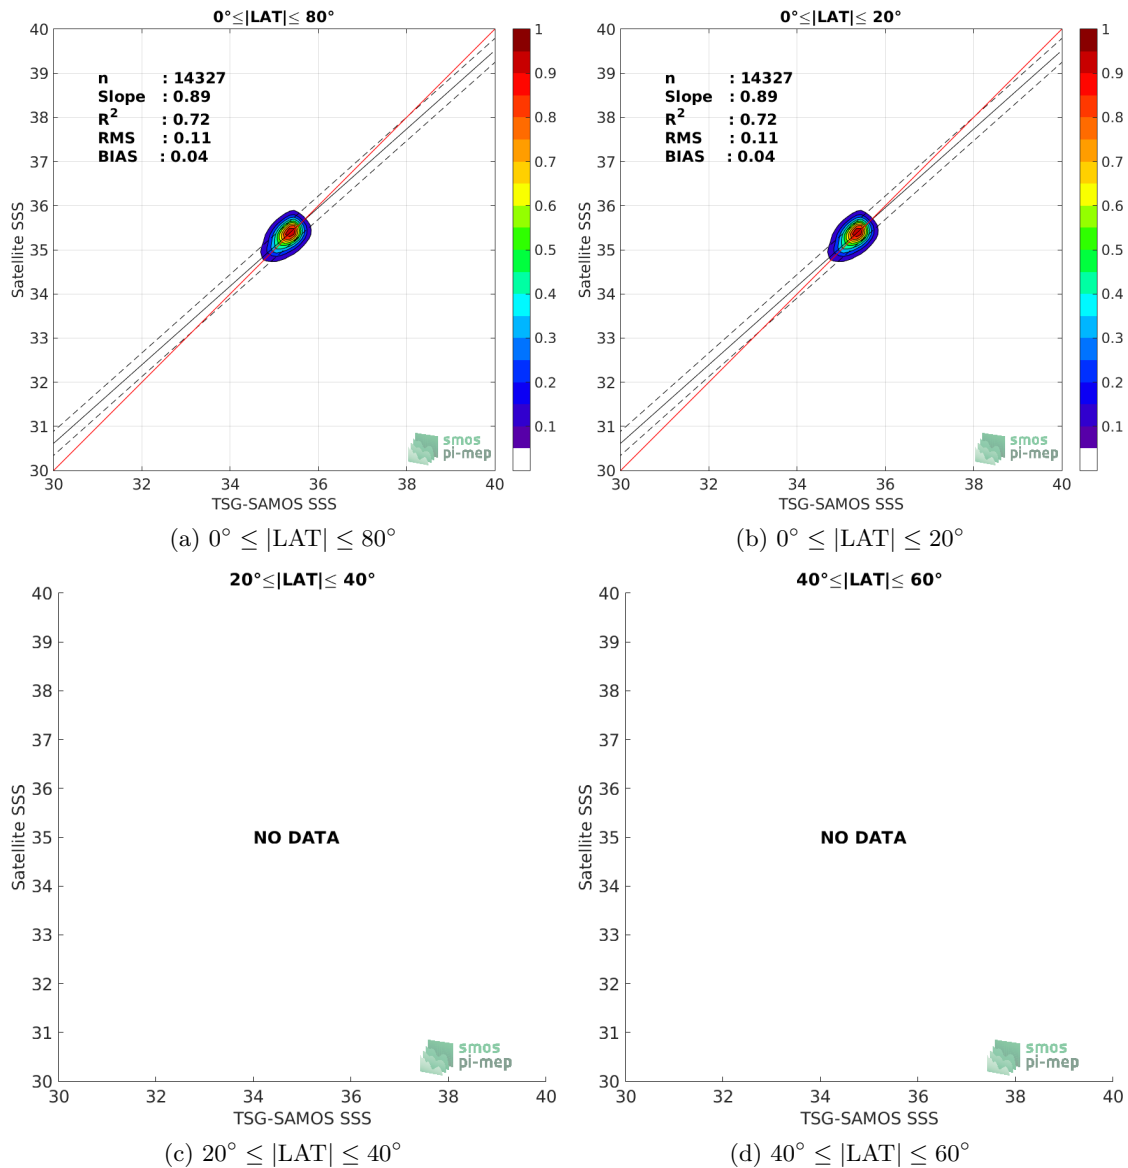 0°≤|LAT|≤ 80°
40
39
38
37
36
35
34
33
32
31
30
Satellite SSS
n : 14327
Slope : 0.89
R2 : 0.72
RMS : 0.11
BIAS : 0.04
smos
pi-mep
30 32 34 36 38 40
TSG-SAMOS SSS
1
0.9
0.8
0.7
0.6
0.5
0.4
0.3
0.2
0.1
(a) 0° ≤ |LAT| ≤ 80°
0°≤|LAT|≤ 20°
40
39
38
37
36
35
34
33
32
31
30
Satellite SSS
n : 14327
Slope : 0.89
R2 : 0.72
RMS : 0.11
BIAS : 0.04
smos
pi-mep
30 32 34 36 38 40
TSG-SAMOS SSS
1
0.9
0.8
0.7
0.6
0.5
0.4
0.3
0.2
0.1
(b) 0° ≤ |LAT| ≤ 20°
20°≤|LAT|≤ 40°
40
39
38
37
36
35
34
33
32
31
30
Satellite SSS
NO DATA
smos
pi-mep
30 32 34 36 38 40
TSG-SAMOS SSS
(c) 20° ≤ |LAT| ≤ 40°
40°≤|LAT|≤ 60°
40
39
38
37
36
35
34
33
32
31
30
Satellite SSS
NO DATA
smos
pi-mep
30 32 34 36 38 40
TSG-SAMOS SSS
(d) 40° ≤ |LAT| ≤ 60°